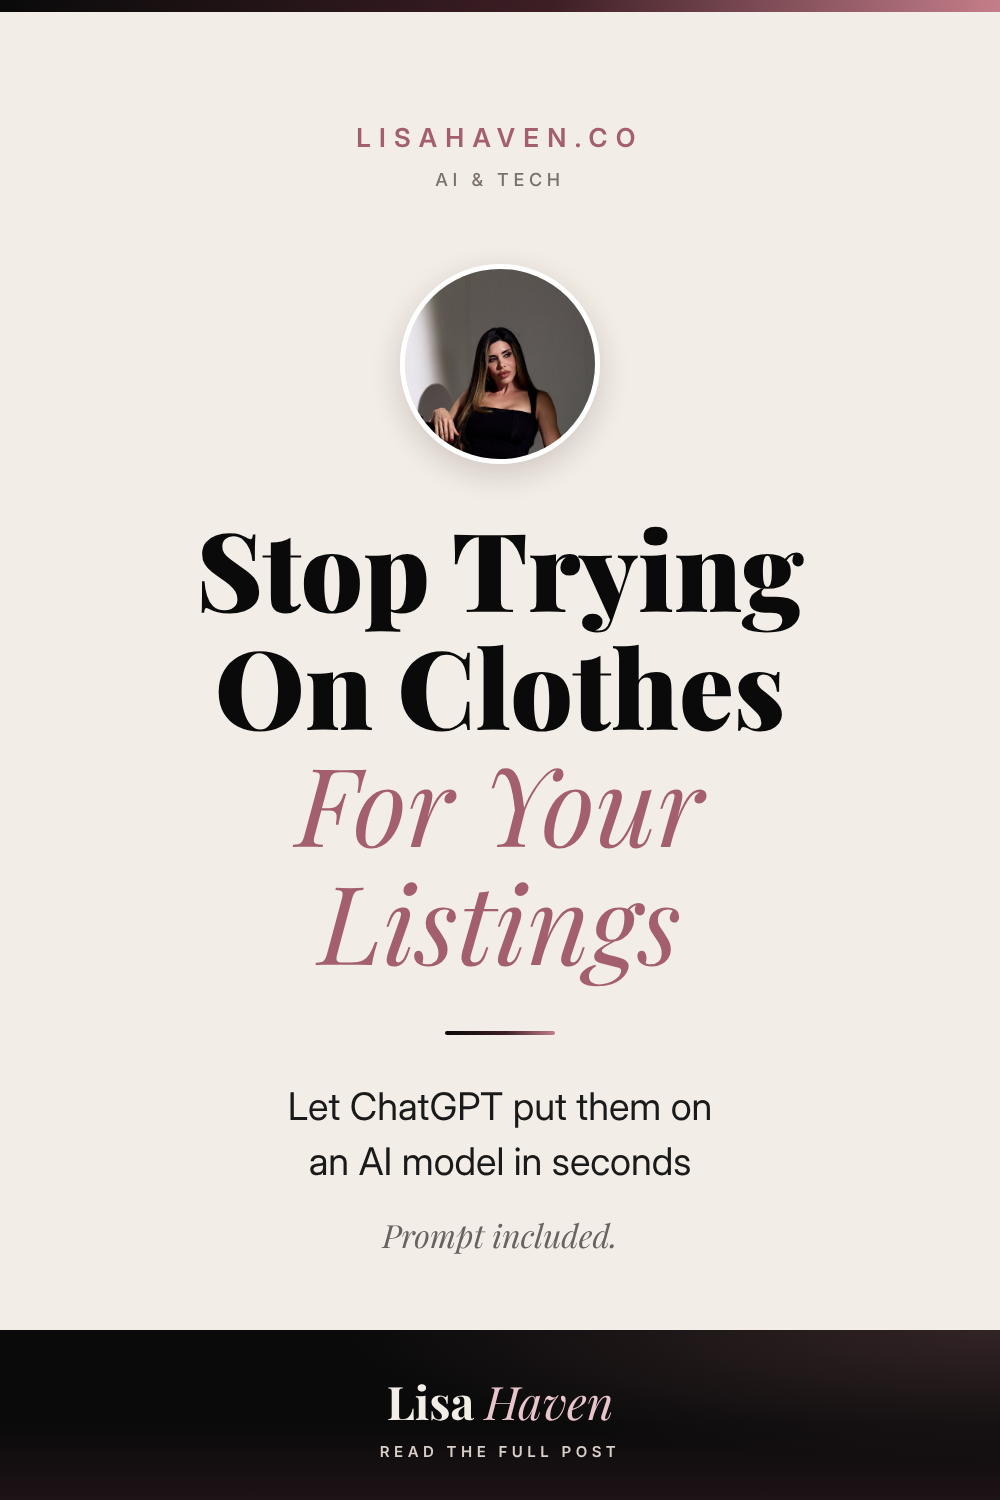 LISAHAVEN.CO
AI & TECH
Stop Trying
On Clothes
For Your
Listings
Let ChatGPT put them on
an AI model in seconds
Prompt included.
Lisa Haven
READ THE FULL POST